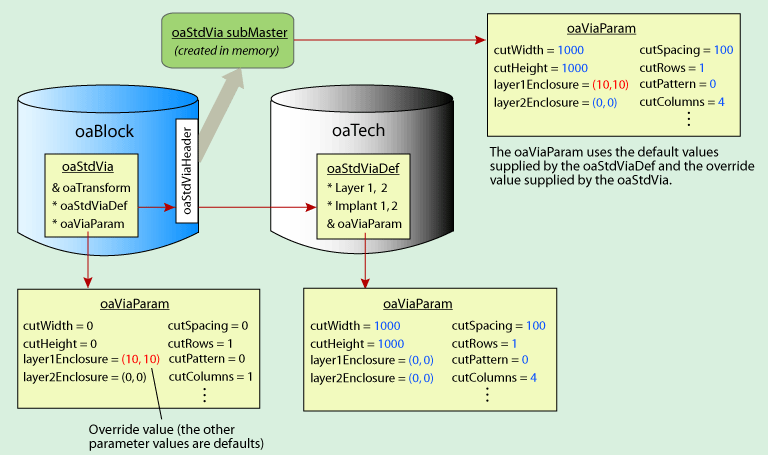 oaStdVia subMaster
(created in memory)
oaViaParam
cutWidth = 1000 cutSpacing = 100
cutHeight = 1000 cutRows = 1
layer1Enclosure = (10,10) cutPattern = 0
layer2Enclosure = (0,0) cutColumns = 4
⋮
The oaViaParam uses the default values
supplied by the oaStdViaDef and the override
value supplied by the oaStdVia.
oaBlock
oaStdVia
& oaTransform
* oaStdViaDef
* oaViaParam
oaStdViaHeader
oaTech
oaStdViaDef
* Layer 1, 2
* Implant 1,2
& oaViaParam
oaViaParam
cutWidth = 0 cutSpacing = 0
cutHeight = 0 cutRows = 1
layer1Enclosure = (10, 10) cutPattern = 0
layer2Enclosure = (0,0) cutColumns = 1
⋮
Override value (the other
parameter values are defaults)
oaViaParam
cutWidth = 1000 cutSpacing = 100
cutHeight = 1000 cutRows = 1
layer1Enclosure = (0, 0) cutPattern = 0
layer2Enclosure = (0, 0) cutColumns = 4
⋮